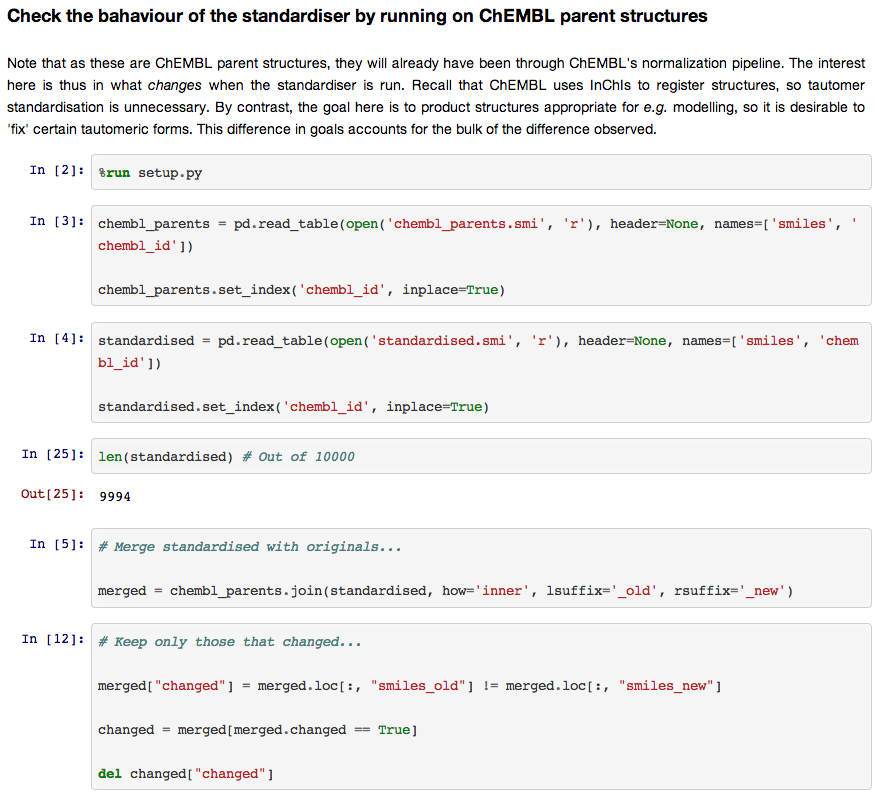 Check the bahaviour of the standardiser by running on ChEMBL parent structures
Note that as these are ChEMBL parent structures, they will already have been through ChEMBL's normalization pipeline. The interest
here is thus in what changes when the standardiser is run. Recall that ChEMBL uses InChIs to register structures, so tautomer
standardisation is unnecessary. By contrast, the goal here is to product structures appropriate for e.g. modelling, so it is desirable to
'fix' certain tautomeric forms. This difference in goals accounts for the bulk of the difference observed.
In [2]: %run setup.py
In [3]: chembl_parents = pd.read_table(open('chembl_parents.smi', 'r'), header=None, names=['smiles', '
chembl_id'])
chembl_parents.set_index('chembl_id', inplace=True)
In [4]: standardised = pd.read_table(open('standardised.smi', 'r'), header=None, names=['smiles', 'chem
bl_id'])
standardised.set_index('chembl_id', inplace=True)
In [25]: len(standardised) # Out of 10000
Out[25]: 9994
In [5]: # Merge standardised with originals...
merged = chembl_parents.join(standardised, how='inner', lsuffix='_old', rsuffix='_new')
In [12]: # Keep only those that changed...
merged["changed"] = merged.loc[:, "smiles_old"] != merged.loc[:, "smiles_new"]
changed = merged[merged.changed == True]
del changed["changed"]